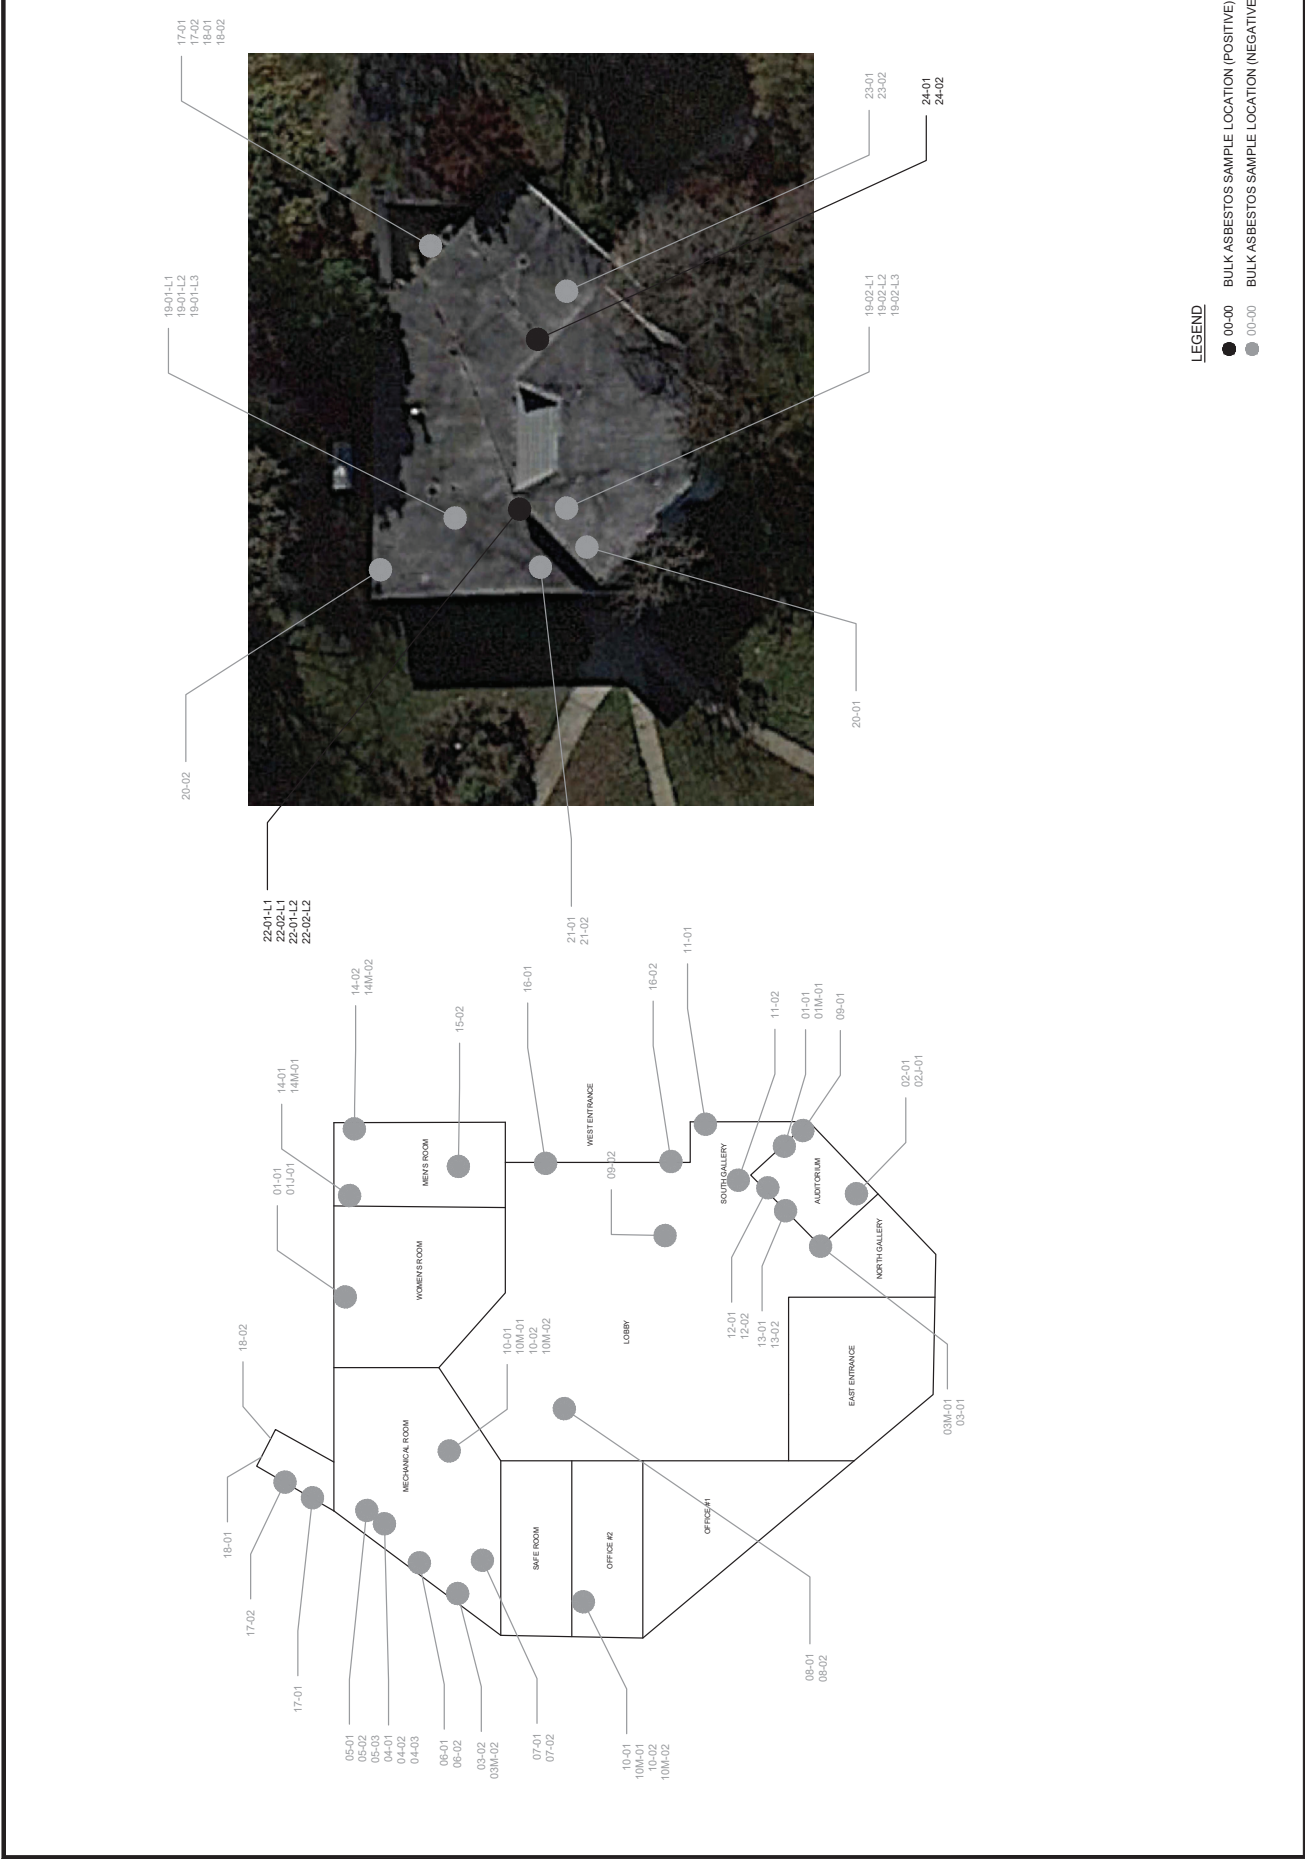 17-01
17-02
18-01
18-02
19-01-L1
19-01-L2
19-01-L3
20-02
22-01-L1
22-02-L1
22-01-L2
22-02-L2
21-01
21-02
20-01
19-02-L1
19-02-L2
19-02-L3
23-01
23-02
24-01
24-02
LEGEND
00-00 BULK ASBESTOS SAMPLE LOCATION (POSITIVE)
00-00 BULK ASBESTOS SAMPLE LOCATION (NEGATIVE
14-02
14M-02
14-01
14M-01
15-02
16-01
16-02
11-01
11-02
01-01
01M-01
09-01
02-01
02J-01
01-01
01J-01
09-02
12-01
12-02
13-01
13-02
03M-01
03-01
10-01
10M-01
10-02
10M-02
18-02
18-01
17-02
17-01
05-01
05-02
05-03
04-01
04-02
04-03
06-01
06-02
03-02
03M-02
07-01
07-02
10-01
10M-01
10-02
10M-02
08-01
08-02
MEN'S ROOM
WOMEN'S ROOM
MECHANICAL ROOM
WEST ENTRANCE
SOUTH GALLERY
AUDITORIUM
NORTH GALLERY
LOBBY
EAST ENTRANCE
SAFE ROOM
OFFICE #2
OFFICE #1